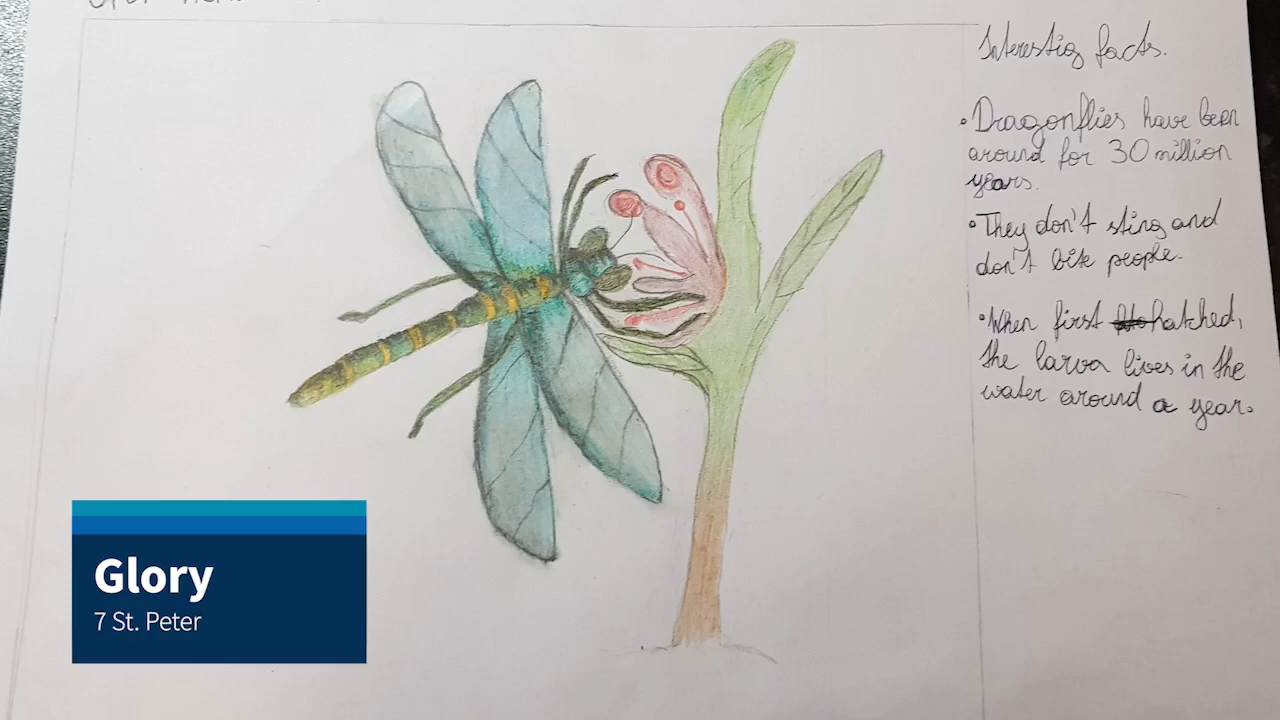 Interestig facts.
• Dragonflies have been
around for 30 million
years.
• They don't sting and
don't bite people.
• When first hatched,
the larva lives in the
water around a year.
Glory
7 St. Peter